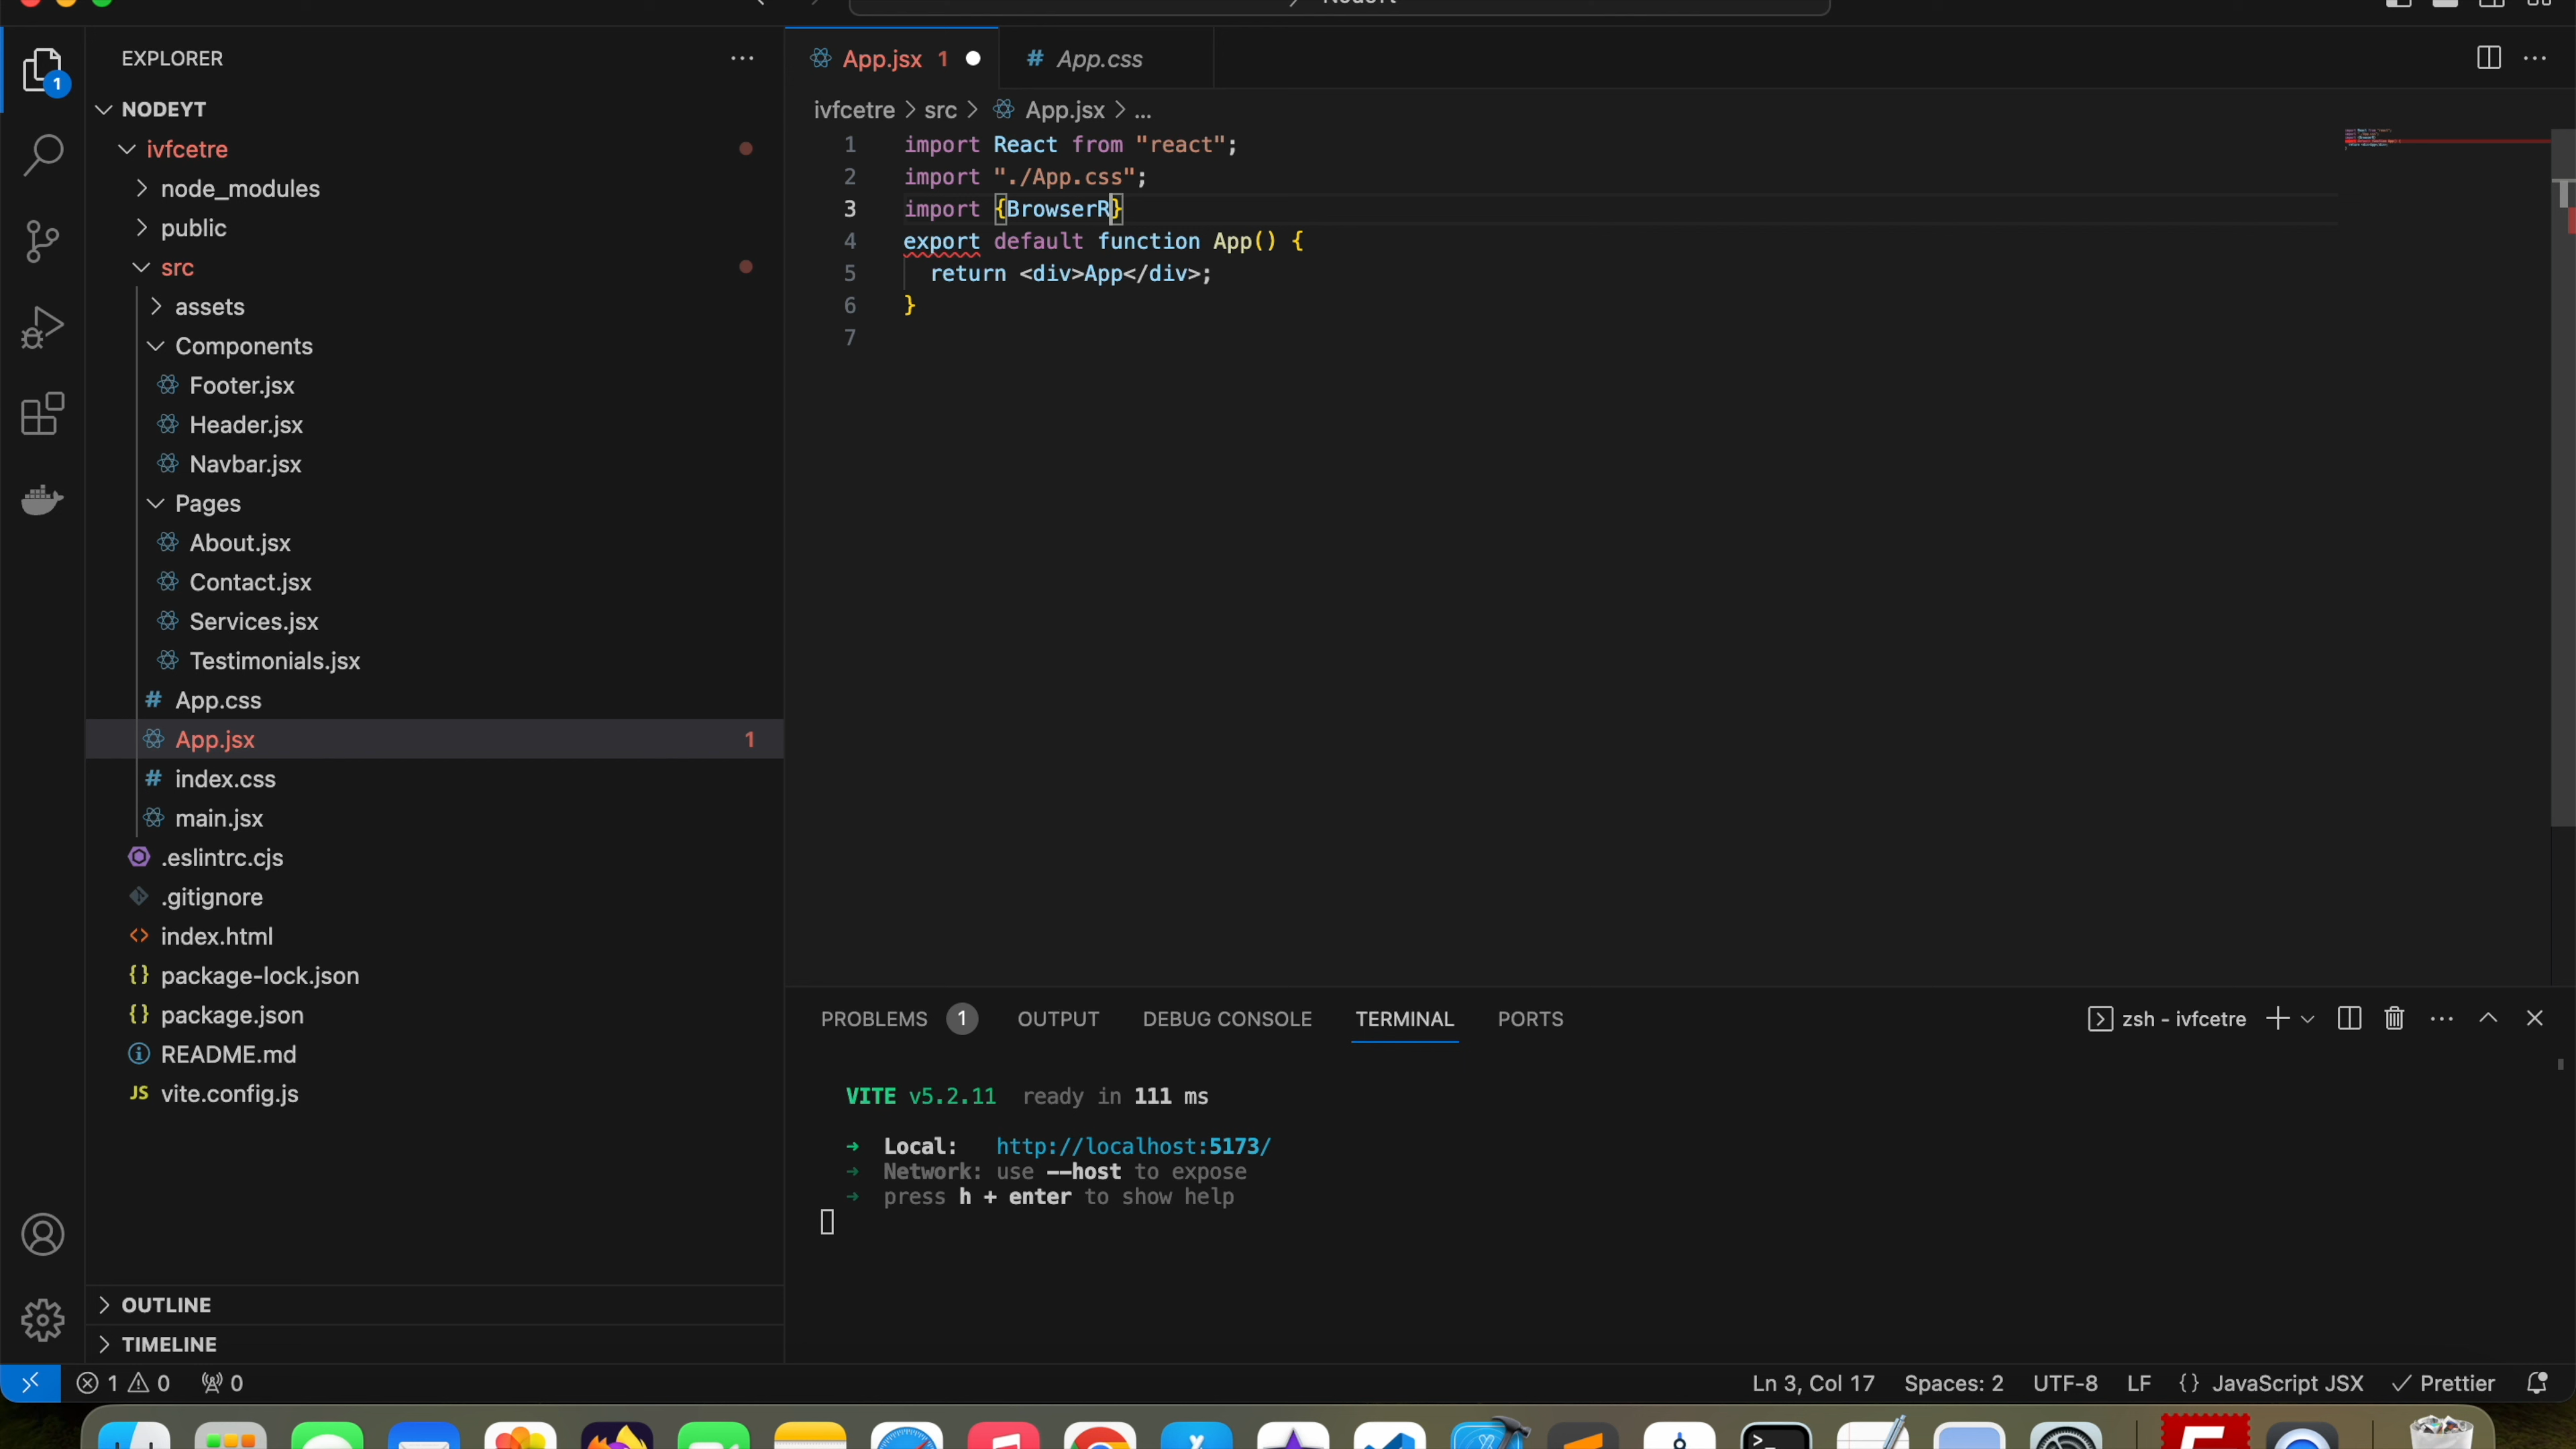 EXPLORER
App.jsx 1
# App.css
NODEYT
ivfcetre > src > App.jsx > ...
ivfcetre
node_modules
public
src
assets
Components
Footer.jsx
Header.jsx
Navbar.jsx
Pages
About.jsx
Contact.jsx
Services.jsx
Testimonials.jsx
# App.css
App.jsx 1
# index.css
main.jsx
.eslintrc.cjs
.gitignore
<> index.html
{} package-lock.json
{} package.json
README.md
JS vite.config.js
OUTLINE
TIMELINE
1 import React from "react";
2 import "./App.css";
3 import {BrowserR}
4 export default function App() {
5 return <div>App</div>;
6 }
7
PROBLEMS 1 OUTPUT DEBUG CONSOLE TERMINAL PORTS
zsh - ivfcetre
VITE v5.2.11 ready in 111 ms
➜ Local: http://localhost:5173/
➜ Network: use --host to expose
➜ press h + enter to show help
1 0 0
Ln 3, Col 17 Spaces: 2 UTF-8 LF {} JavaScript JSX Prettier